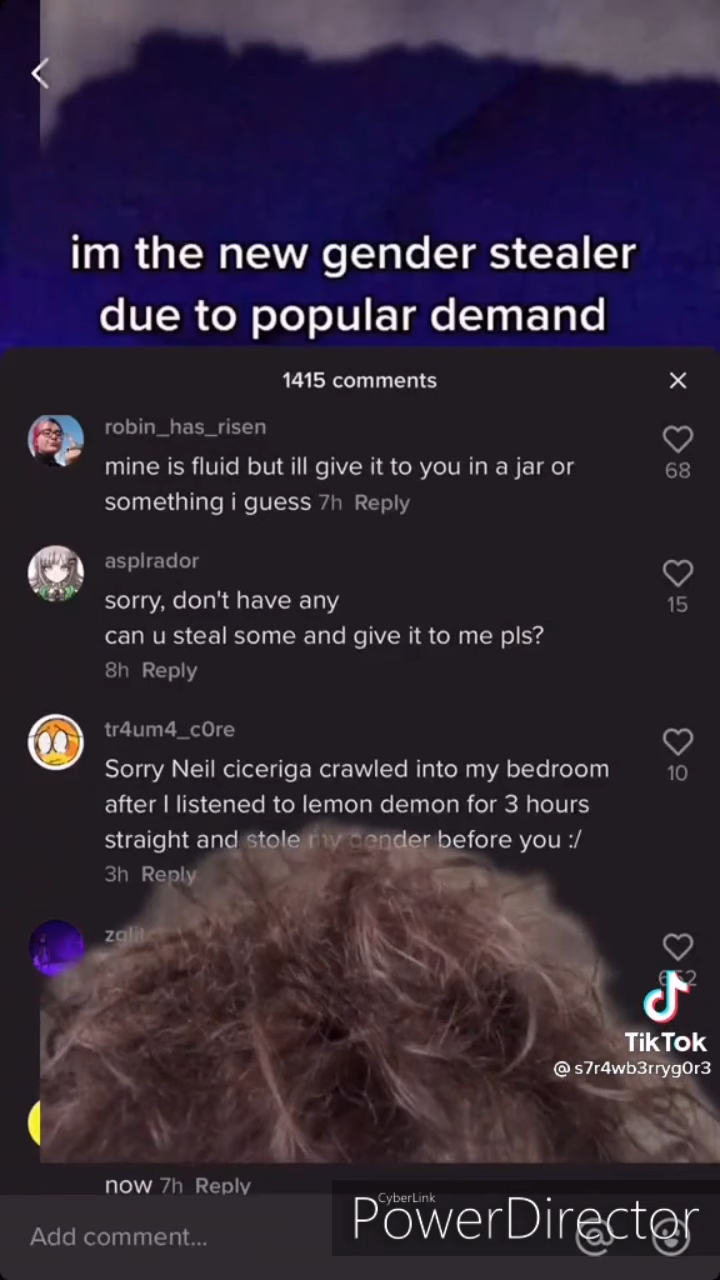 im the new gender stealer
due to popular demand
1415 comments
robin_has_risen
mine is fluid but ill give it to you in a jar or
something i guess 7h Reply
68
asplrador
sorry, don't have any
can u steal some and give it to me pls?
8h Reply
15
tr4um4_c0re
Sorry Neil ciceriga crawled into my bedroom
after I listened to lemon demon for 3 hours
straight and stole my gender before you :/
3h Reply
10
TikTok
@s7r4wb3rryg0r3
now 7h Reply
Add comment...
CyberLink
PowerDirector